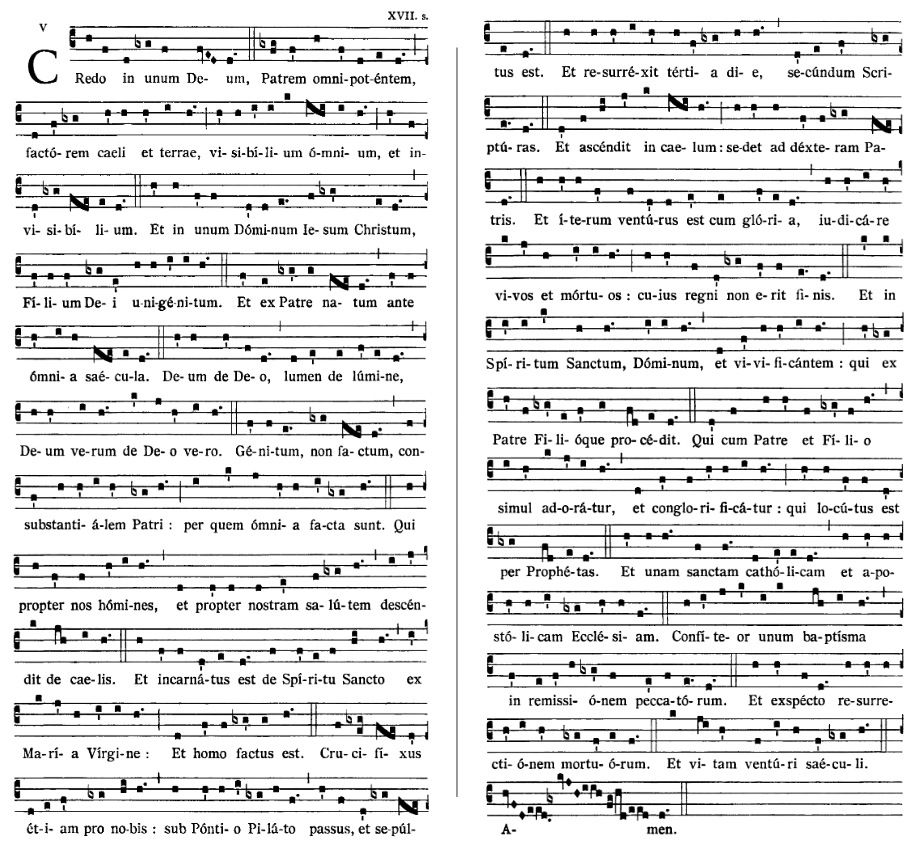 V
XVII. s.
CRedo in unum De- um, Patrem omni-pot-éntem,
factó-rem caeli et terrae, vi-si-bí-li-um ómni-um, et in-
vi-si-bí- li-um. Et in unum Dóminum Ie-sum Christum,
Fí-li-um De-i u-ni-gé-ni-tum. Et ex Patre na- tum ante
ómni-a saé-cu-la. De-um de De-o, lumen de lúmi-ne,
De-um ve-rum de De-o ve-ro. Gé-ni-tum, non fa-ctum, con-
substanti- á-lem Patri : per quem ómni-a fa-cta sunt. Qui
propter nos hómi-nes, et propter nostram sa-lú-tem descén-
dit de cae-lis. Et incarná-tus est de Spí-ri-tu Sancto ex
Ma-rí-a Vírgi-ne : Et homo factus est. Cru-ci-fí- xus
ét-i-am pro no-bis : sub Pónti-o Pi-lá-to passus, et se-púl-
tus est. Et re-surré-xit térti-a di-e, se-cúndum Scri-
ptú-ras. Et ascéndit in cae-lum : se-det ad déxte-ram Pa-
tris. Et í-te-rum ventú-rus est cum gló-ri-a, iu-di-cá-re
vi-vos et mórtu-os : cu-ius regni non e-rit fi-nis. Et in
Spí-ri-tum Sanctum, Dómi-num, et vi-vi-fi-cántem : qui ex
Patre Fi-li-óque pro-cé-dit. Qui cum Patre et Fí-li-o
simul ad-o-rá-tur, et conglo-ri-fi-cá-tur : qui lo-cú-tus est
per Prophé-tas. Et unam sanctam cathó-li-cam et a-po-
stó-li-cam Ecclé-si-am. Confí-te-or unum ba-ptísma
in remissi- ó-nem pecca-tó-rum. Et exspécto re-surre-
cti-ó-nem mortu-ó-rum. Et vi-tam ventú-ri saé-cu-li.
A- men.